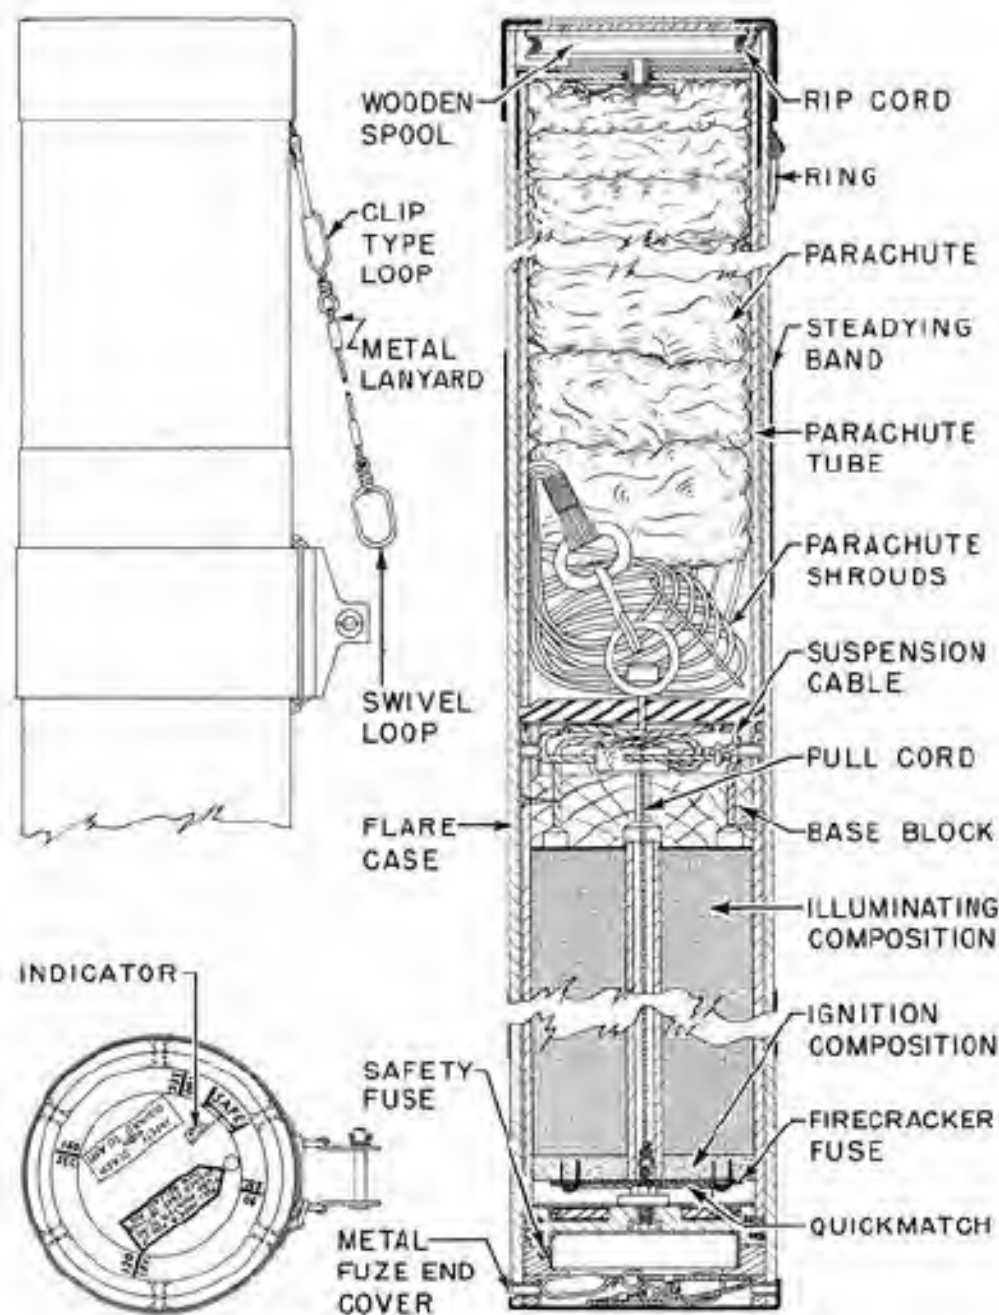 WOODEN
SPOOL
RIP CORD
RING
CLIP
TYPE
LOOP
PARACHUTE
METAL
LANYARD
STEADYING
BAND
PARACHUTE
TUBE
PARACHUTE
SHROUDS
SWIVEL
LOOP
SUSPENSION
CABLE
PULL CORD
FLARE
CASE
BASE BLOCK
ILLUMINATING
COMPOSITION
INDICATOR
IGNITION
COMPOSITION
SAFETY
FUSE
FIRECRACKER
FUSE
QUICKMATCH
METAL
FUZE END
COVER
SAFE